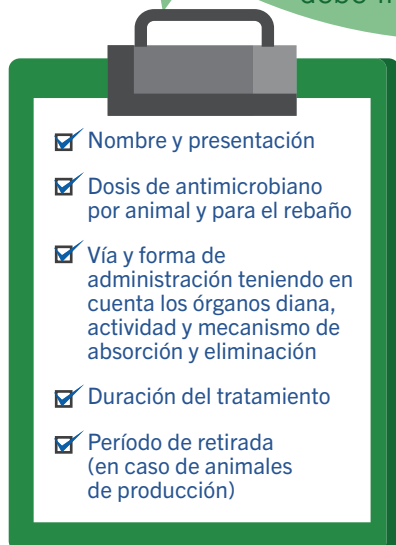 Nombre y presentación
Dosis de antimicrobiano
por animal y para el rebaño
Vía y forma de
administración teniendo en
cuenta los órganos diana,
actividad y mecanismo de
absorción y eliminación
Duración del tratamiento
Período de retirada
(en caso de animales
de producción)